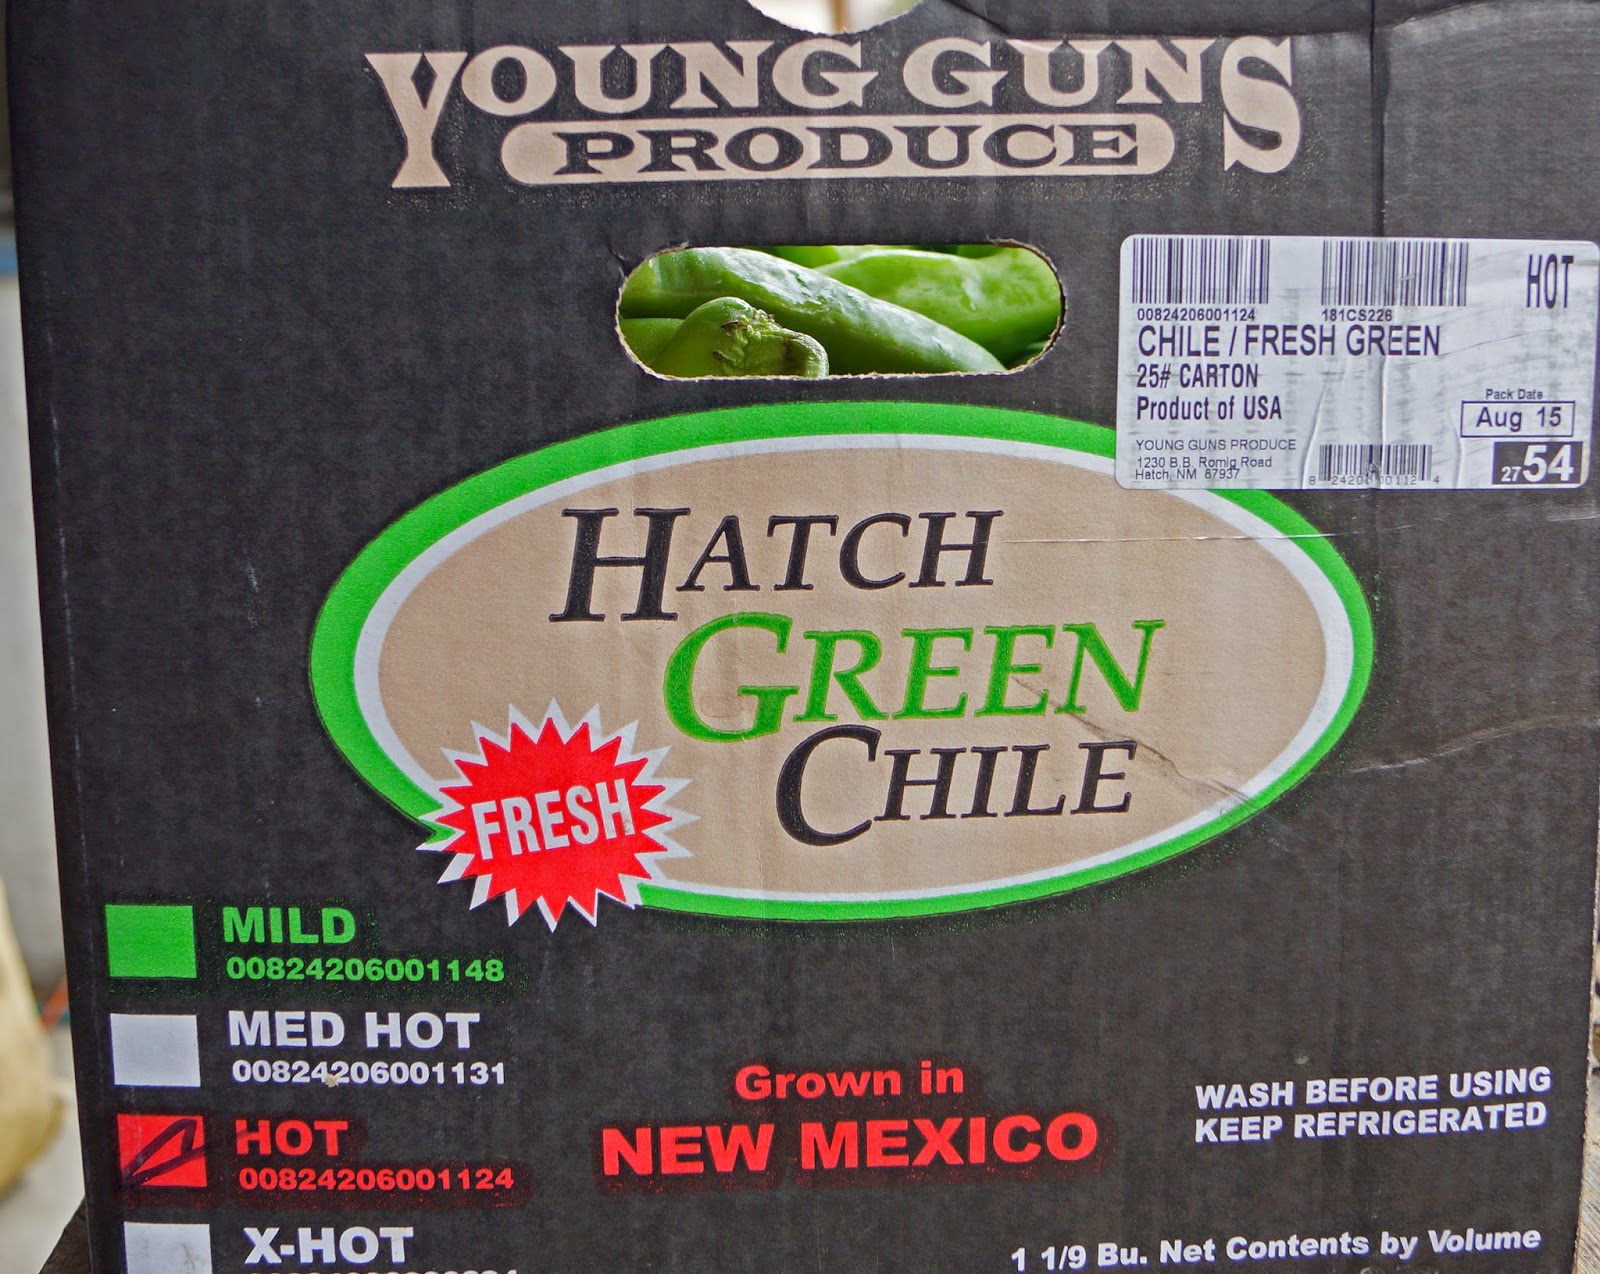 YOUNG GUNS
PRODUCE
00824206001124
181CS226
HOT
CHILE / FRESH GREEN
25# CARTON
Product of USA
Pack Date
Aug 15
YOUNG GUNS PRODUCE
1230 B.B. Romig Road
Hatch, NM 87937
27 54
HATCH
GREEN
CHILE
FRESH
MILD
00824206001148
MED HOT
00824206001131
HOT
00824206001124
X-HOT
Grown in
NEW MEXICO
WASH BEFORE USING
KEEP REFRIGERATED
1 1/9 Bu. Net Contents by Volume